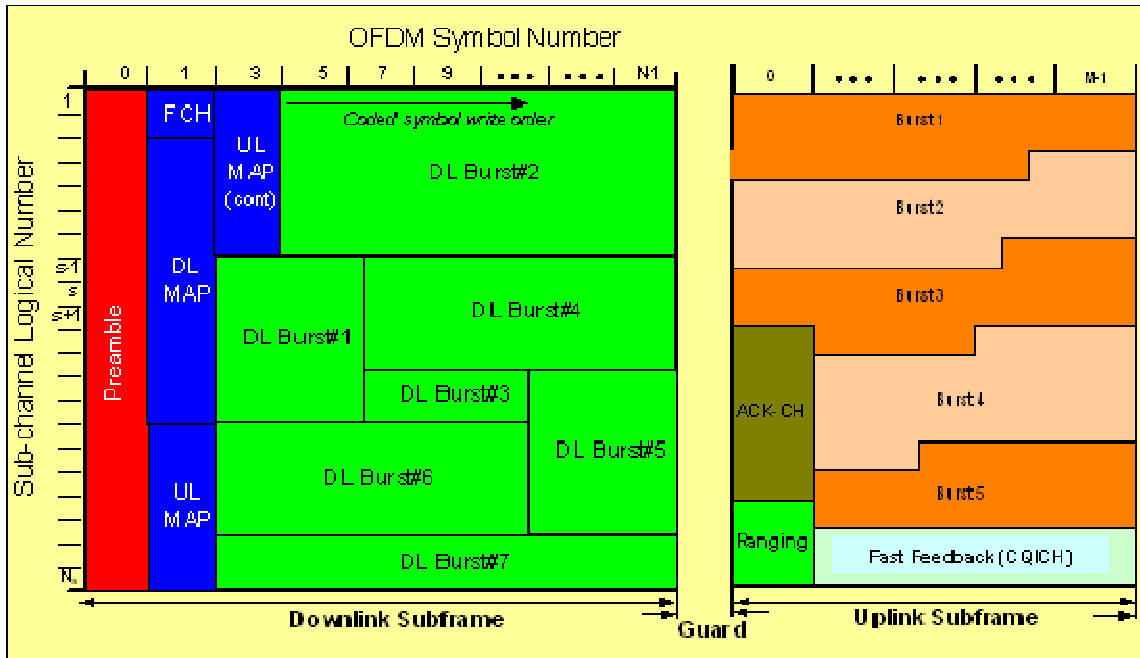 OFDM Symbol Number
0 1 3 5 7 9 ••• ••• N-1
0 ••• ••• ••• M-1
Sub-channel Logical Number
1
s-1
s
s+1
Preamble
FCH
DL
MAP
UL
MAP
UL
MAP
(cont)
Coded symbol write order
DL Burst#2
DL Burst#1
DL Burst#4
DL Burst#3
DL Burst#5
DL Burst#6
DL Burst#7
Burst1
Burst2
Burst3
Burst4
Burst5
ACK-CH
Ranging
Fast Feedback (CQICH)
Downlink Subframe
Guard
Uplink Subframe